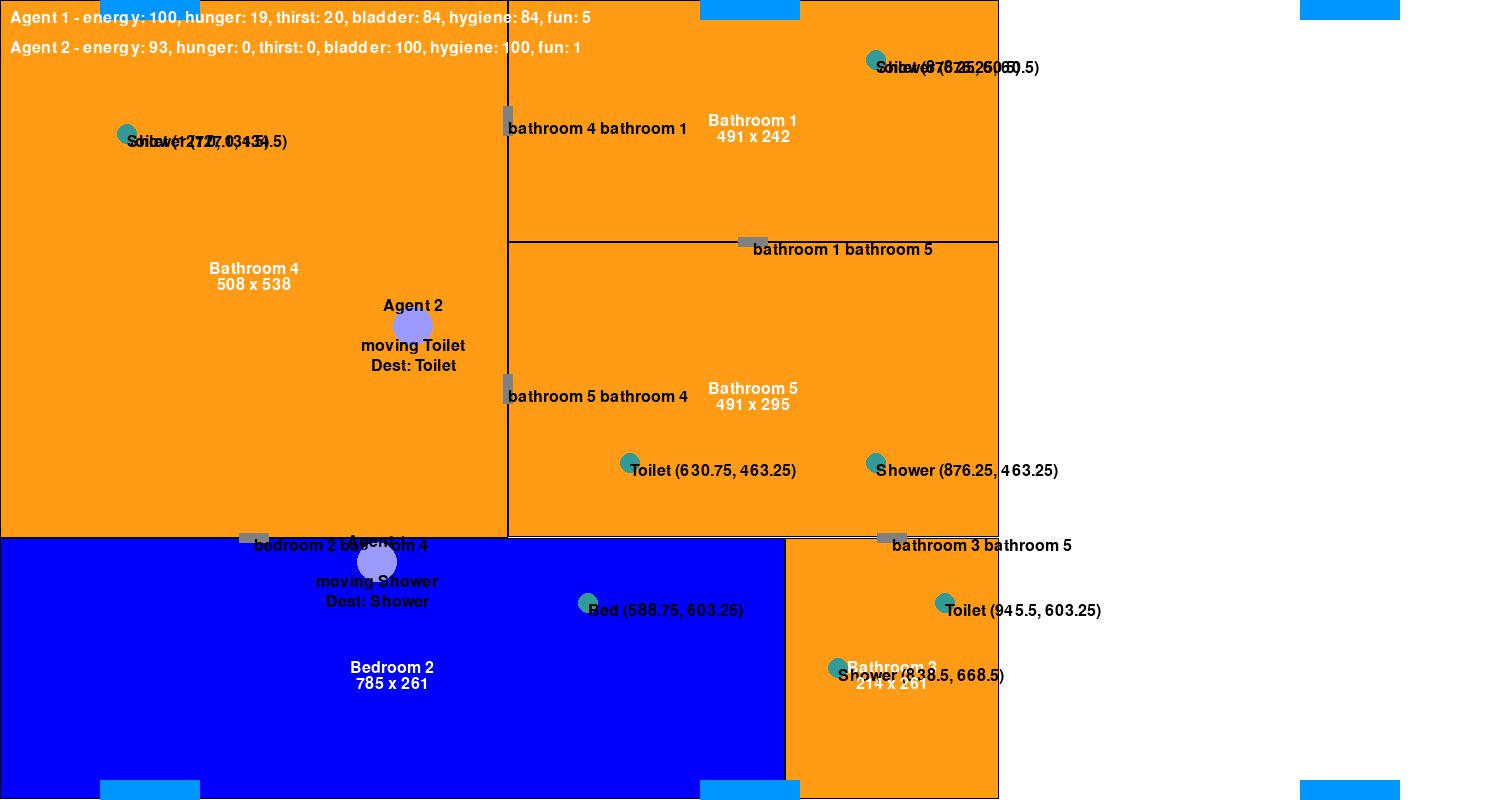 Agent 1 - energy: 100, hunger: 19, thirst: 20, bladder: 84, hygiene: 84, fun: 5
Agent 2 - energy: 93, hunger: 0, thirst: 0, bladder: 100, hygiene: 100, fun: 1
bathroom 4 bathroom 1
Bathroom 1
491 x 242
bathroom 1 bathroom 5
Bathroom 4
508 x 538
Agent 2
moving Toilet
Dest: Toilet
bathroom 5 bathroom 4
Bathroom 5
491 x 295
Toilet (630.75, 463.25)
Shower (876.25, 463.25)
bedroom 2
4
Agent
moving Shower
Dest: Shower
bathroom 3 bathroom 5
Bed (588.75, 603.25)
Toilet (945.5, 603.25)
Bedroom 2
785 x 261
Bathroom 3
Shower (838.5, 668.5)
214 x 261